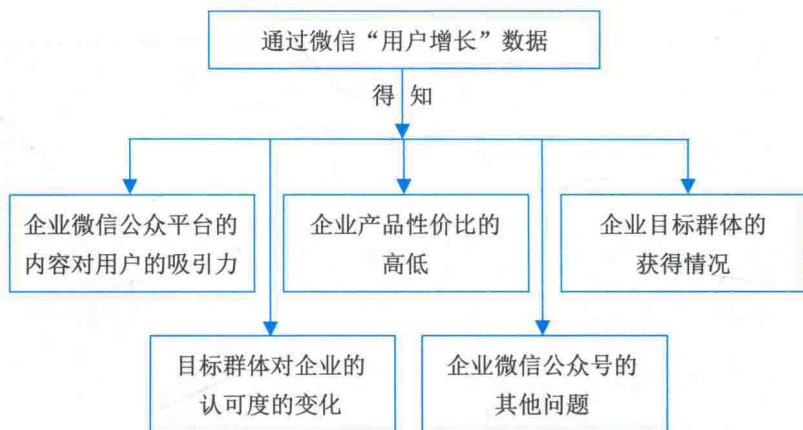 通过微信“用户增长”数据
得知
企业微信公众平台的
内容对用户的吸引力
企业产品性价比的
高低
企业目标群体的
获得情况
目标群体对企业的
认可度的变化
企业微信公众号的
其他问题